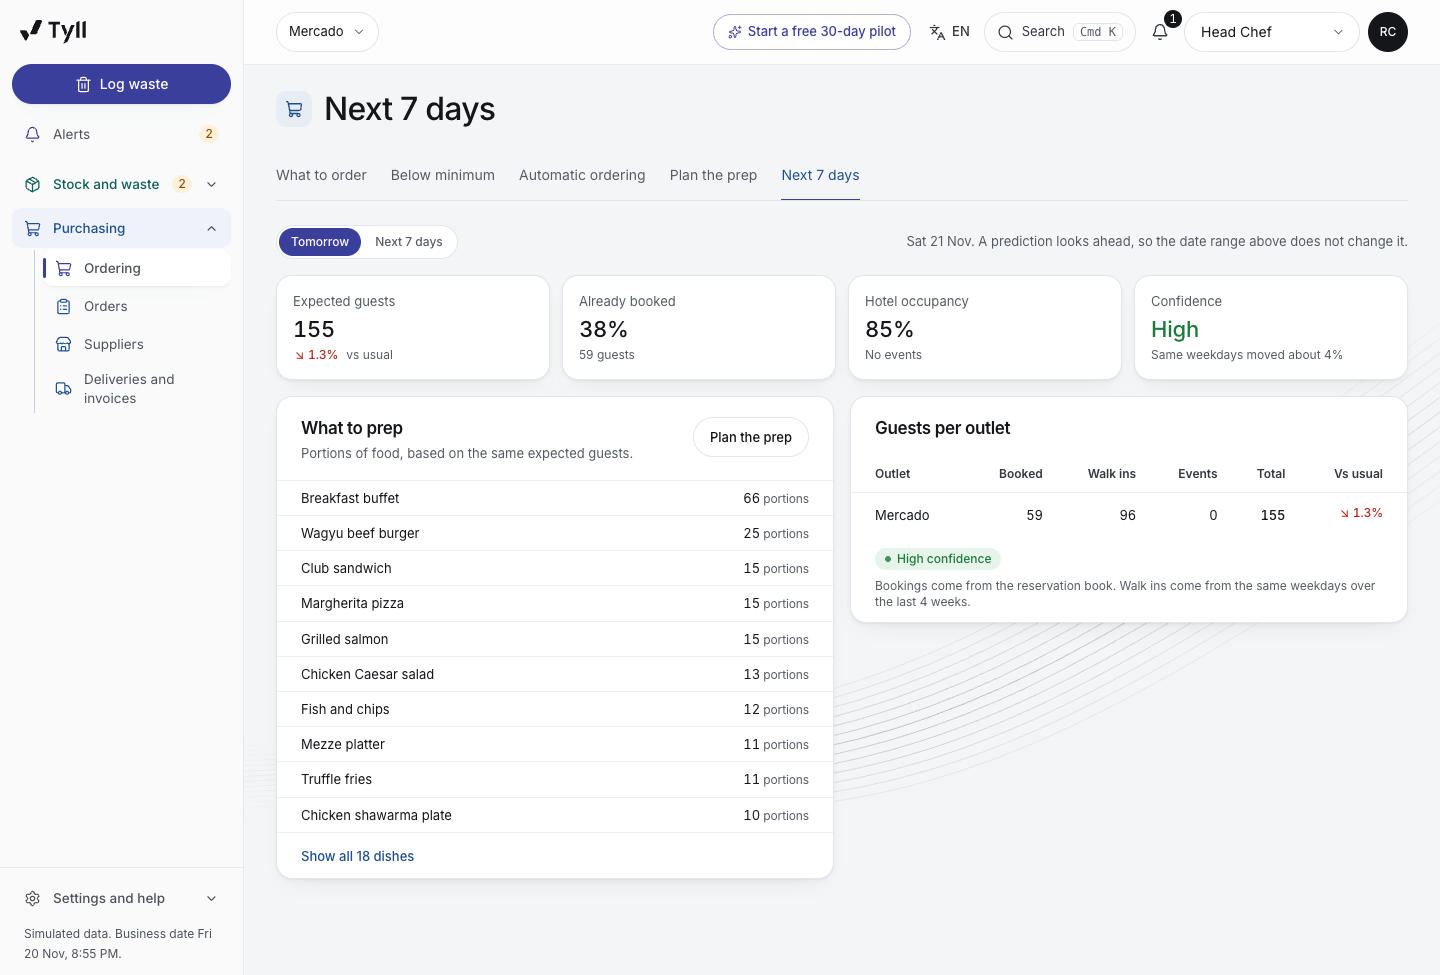 Tyll
Mercado
Start a free 30-day pilot
EN
Search Cmd K
1
Head Chef
RC
Log waste
Alerts 2
Stock and waste 2
Purchasing
Ordering
Orders
Suppliers
Deliveries and
invoices
Settings and help
Simulated data. Business date Fri
20 Nov, 8:55 PM.
Next 7 days
What to order Below minimum Automatic ordering Plan the prep Next 7 days
Tomorrow Next 7 days
Sat 21 Nov. A prediction looks ahead, so the date range above does not change it.
Expected guests
155
↘ 1.3% vs usual
Already booked
38%
59 guests
Hotel occupancy
85%
No events
Confidence
High
Same weekdays moved about 4%
What to prep
Portions of food, based on the same expected guests.
Plan the prep
Breakfast buffet 66 portions
Wagyu beef burger 25 portions
Club sandwich 15 portions
Margherita pizza 15 portions
Grilled salmon 15 portions
Chicken Caesar salad 13 portions
Fish and chips 12 portions
Mezze platter 11 portions
Truffle fries 11 portions
Chicken shawarma plate 10 portions
Show all 18 dishes
Guests per outlet
Outlet Booked Walk ins Events Total Vs usual
Mercado 59 96 0 155 ↘ 1.3%
High confidence
Bookings come from the reservation book. Walk ins come from the same weekdays over
the last 4 weeks.